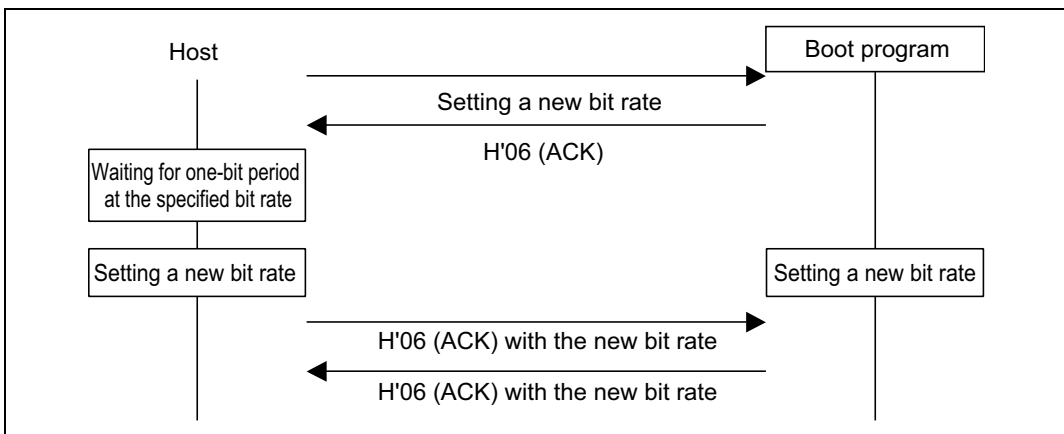 Host
Boot program
Setting a new bit rate
H'06 (ACK)
Waiting for one-bit period
at the specified bit rate
Setting a new bit rate
Setting a new bit rate
H'06 (ACK) with the new bit rate
H'06 (ACK) with the new bit rate